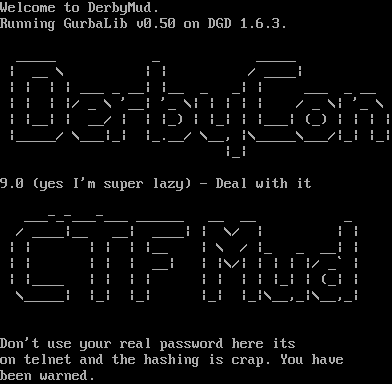 Welcome to DerbyMud.
Running GurbaLib v0.50 on DGD 1.6.3.
DerbyCon
9.0 (yes I'm super lazy) - Deal with it
CTF Mud
Don't use your real password here its
on telnet and the hashing is crap. You have
been warned.